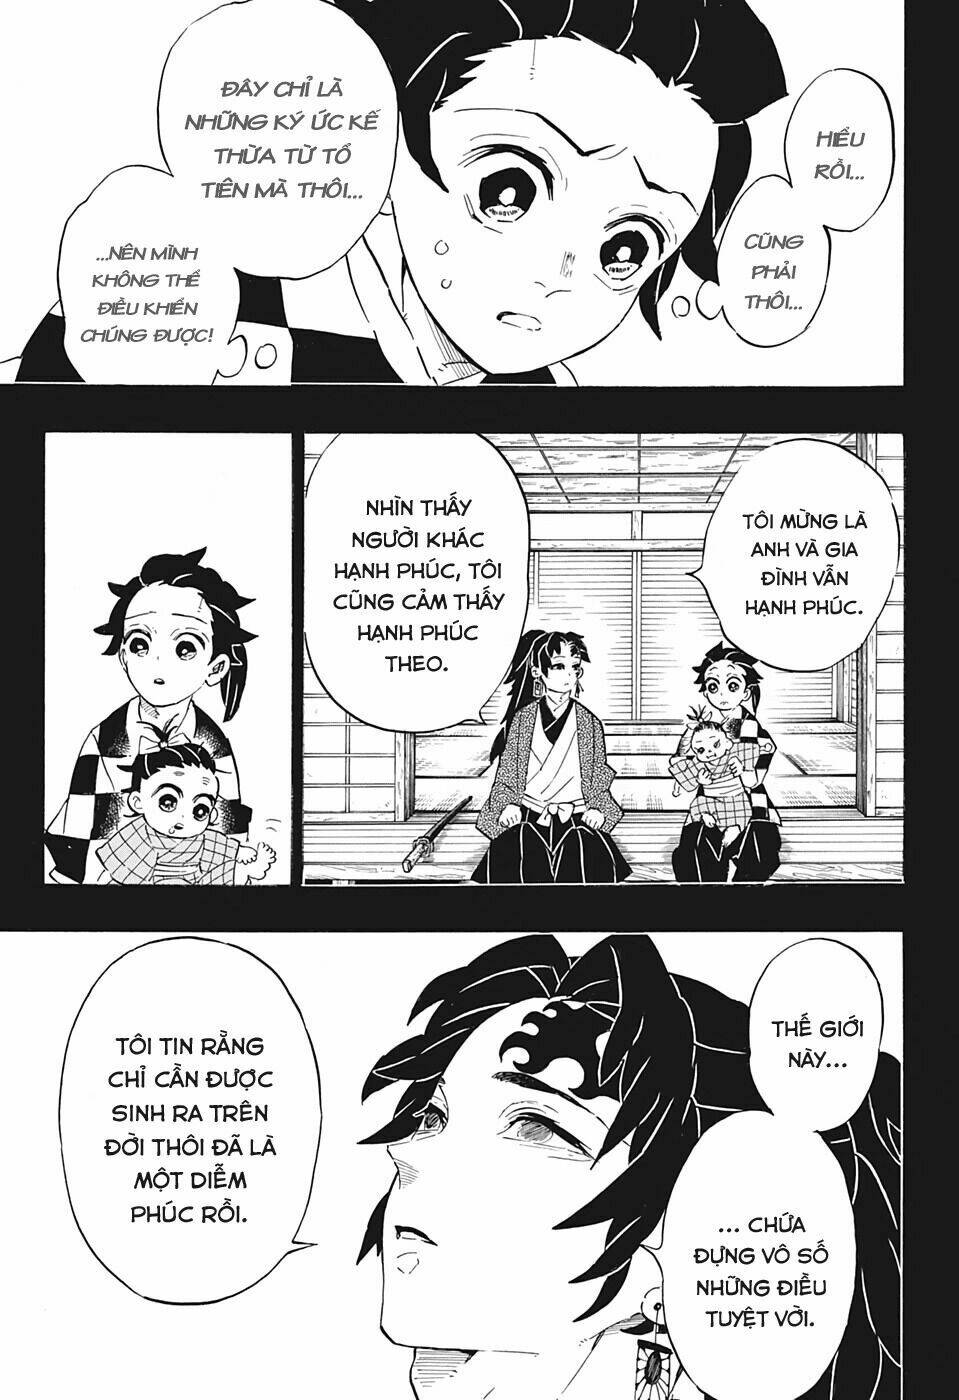 HIỂU
RỒI...
CŨNG
PHẢI
THÔI...
ĐÂY CHỈ LÀ
NHỮNG KÝ ỨC KẾ
THỪA TỪ TỔ
TIÊN MÀ THÔI...
...NÊN MÌNH
KHÔNG THỂ
ĐIỀU KHIỂN
CHÚNG ĐƯỢC!
TÔI MỪNG LÀ
ANH VÀ GIA
ĐÌNH VẪN
HẠNH PHÚC.
NHÌN THẤY
NGƯỜI KHÁC
HẠNH PHÚC, TÔI
CŨNG CẢM THẤY
HẠNH PHÚC
THEO.
THẾ GIỚI
NÀY...
... CHỨA
ĐỰNG VÔ SỐ
NHỮNG ĐIỀU
TUYỆT VỜI.
TÔI TIN RẰNG
CHỈ CẦN ĐƯỢC
SINH RA TRÊN
ĐỜI THÔI ĐÃ LÀ
MỘT DIỄM
PHÚC RỒI.